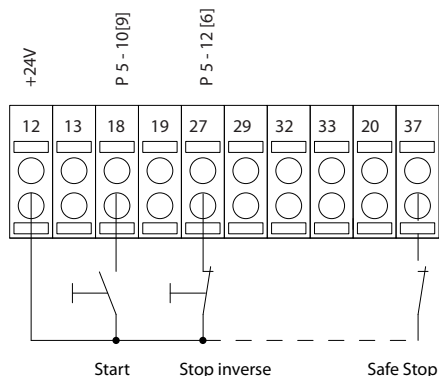 +24V
P 5 - 10[9]
P 5 - 12 [6]
12 13 18 19 27 29 32 33 20 37
Start Stop inverse Safe Stop